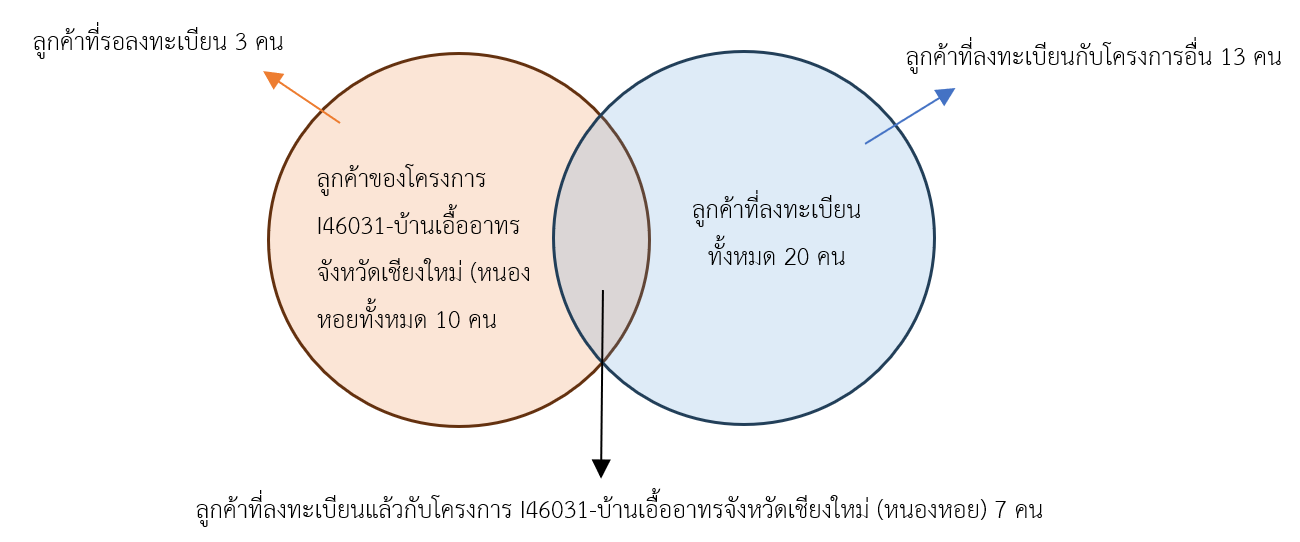 ลูกค้าที่รอลงทะเบียน 3 คน
ลูกค้าที่ลงทะเบียนกับโครงการอื่น 13 คน
ลูกค้าของโครงการ
I46031-บ้านเอื้ออาทร
จังหวัดเชียงใหม่ (หนอง
หอยทั้งหมด 10 คน
ลูกค้าที่ลงทะเบียน
ทั้งหมด 20 คน
ลูกค้าที่ลงทะเบียนแล้วกับโครงการ I46031-บ้านเอื้ออาทรจังหวัดเชียงใหม่ (หนองหอย) 7 คน